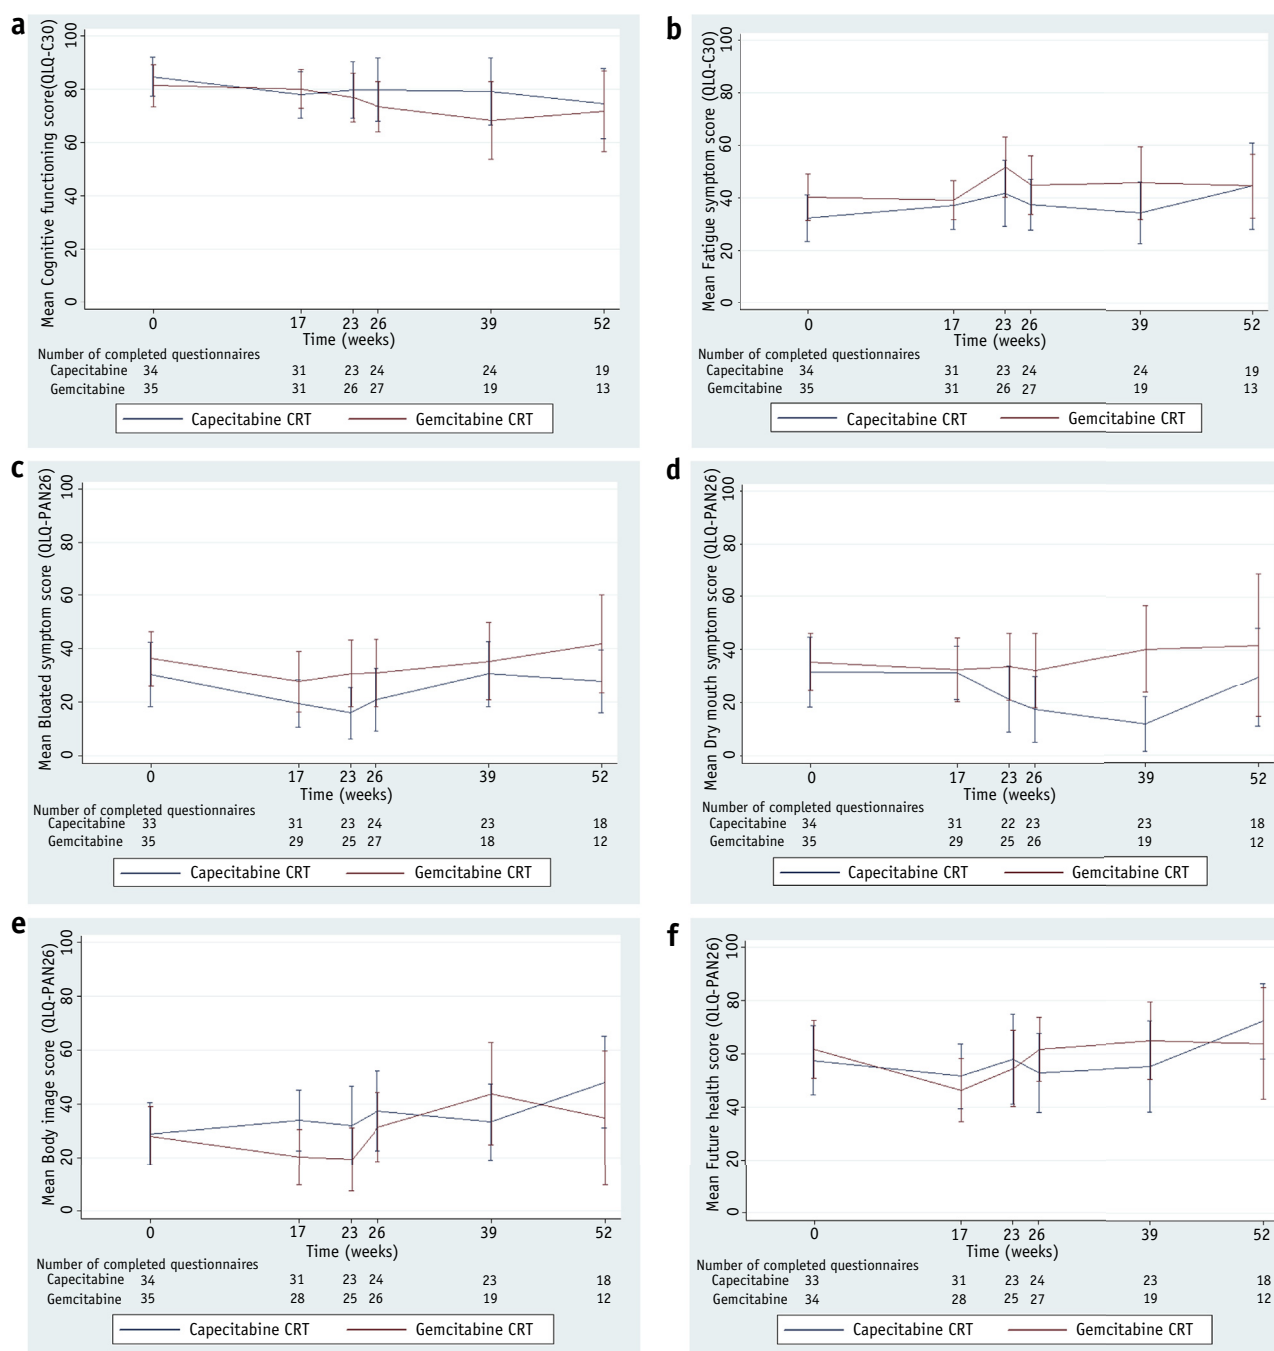 a
Mean Cognitive functioning score(QLQ-C30)
100
80
60
40
20
0
0 17 23 26 39 52
Time (weeks)
Number of completed questionnaires
Capecitabine 34 31 23 24 24 19
Gemcitabine 35 31 26 27 19 13
Capecitabine CRT Gemcitabine CRT
b
Mean Fatigue symptom score (QLQ-C30)
100
80
60
40
20
0
0 17 23 26 39 52
Time (weeks)
Number of completed questionnaires
Capecitabine 34 31 23 24 24 19
Gemcitabine 35 31 26 27 19 13
Capecitabine CRT Gemcitabine CRT
c
Mean Bloated symptom score (QLQ-PAN26)
100
80
60
40
20
0
0 17 23 26 39 52
Time (weeks)
Number of completed questionnaires
Capecitabine 33 31 23 24 23 18
Gemcitabine 35 29 25 27 18 12
Capecitabine CRT Gemcitabine CRT
d
Mean Dry mouth symptom score (QLQ-PAN26)
100
80
60
40
20
0
0 17 23 26 39 52
Time (weeks)
Number of completed questionnaires
Capecitabine 34 31 22 23 23 18
Gemcitabine 35 29 25 26 19 12
Capecitabine CRT Gemcitabine CRT
e
Mean Body image score (QLQ-PAN26)
100
80
60
40
20
0
0 17 23 26 39 52
Time (weeks)
Number of completed questionnaires
Capecitabine 34 31 23 24 23 18
Gemcitabine 35 28 25 26 19 12
Capecitabine CRT Gemcitabine CRT
f
Mean Future health score (QLQ-PAN26)
100
80
60
40
20
0
0 17 23 26 39 52
Time (weeks)
Number of completed questionnaires
Capecitabine 33 31 23 24 23 18
Gemcitabine 34 28 25 27 19 12
Capecitabine CRT Gemcitabine CRT